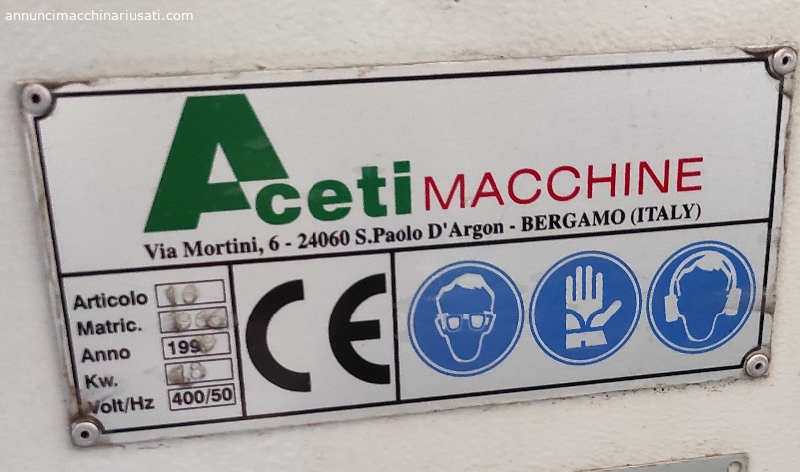 annuncimacchinariusati.com
Aceti MACCHINE
Via Mortini, 6 - 24060 S.Paolo D'Argon - BERGAMO (ITALY)
Articolo
Matric.
Anno
Kw.
Volt/Hz 400/50
CE